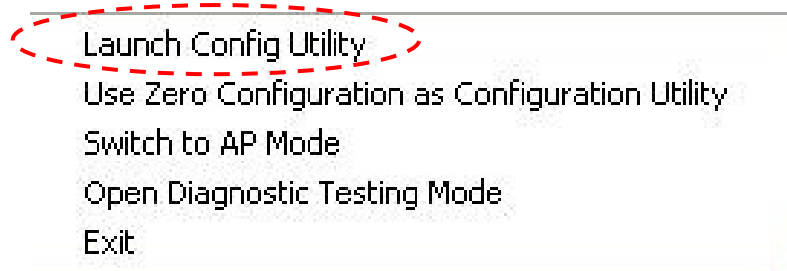 Launch Config Utility
Use Zero Configuration as Configuration Utility
Switch to AP Mode
Open Diagnostic Testing Mode
Exit